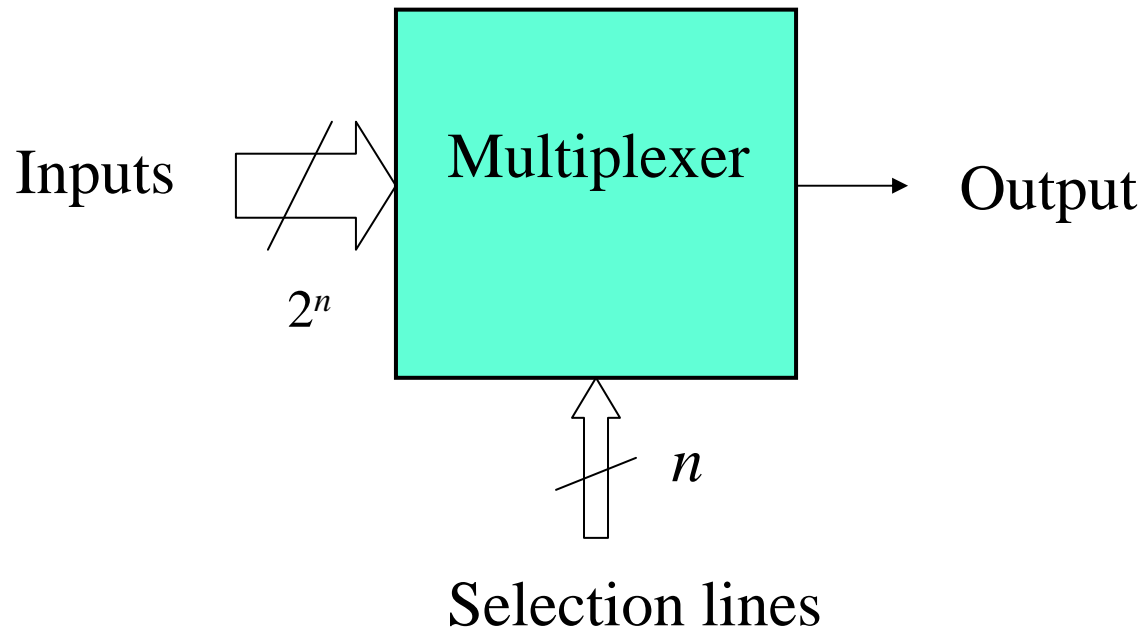 Multiplexer
Inputs
Output
2ⁿ
n
Selection lines